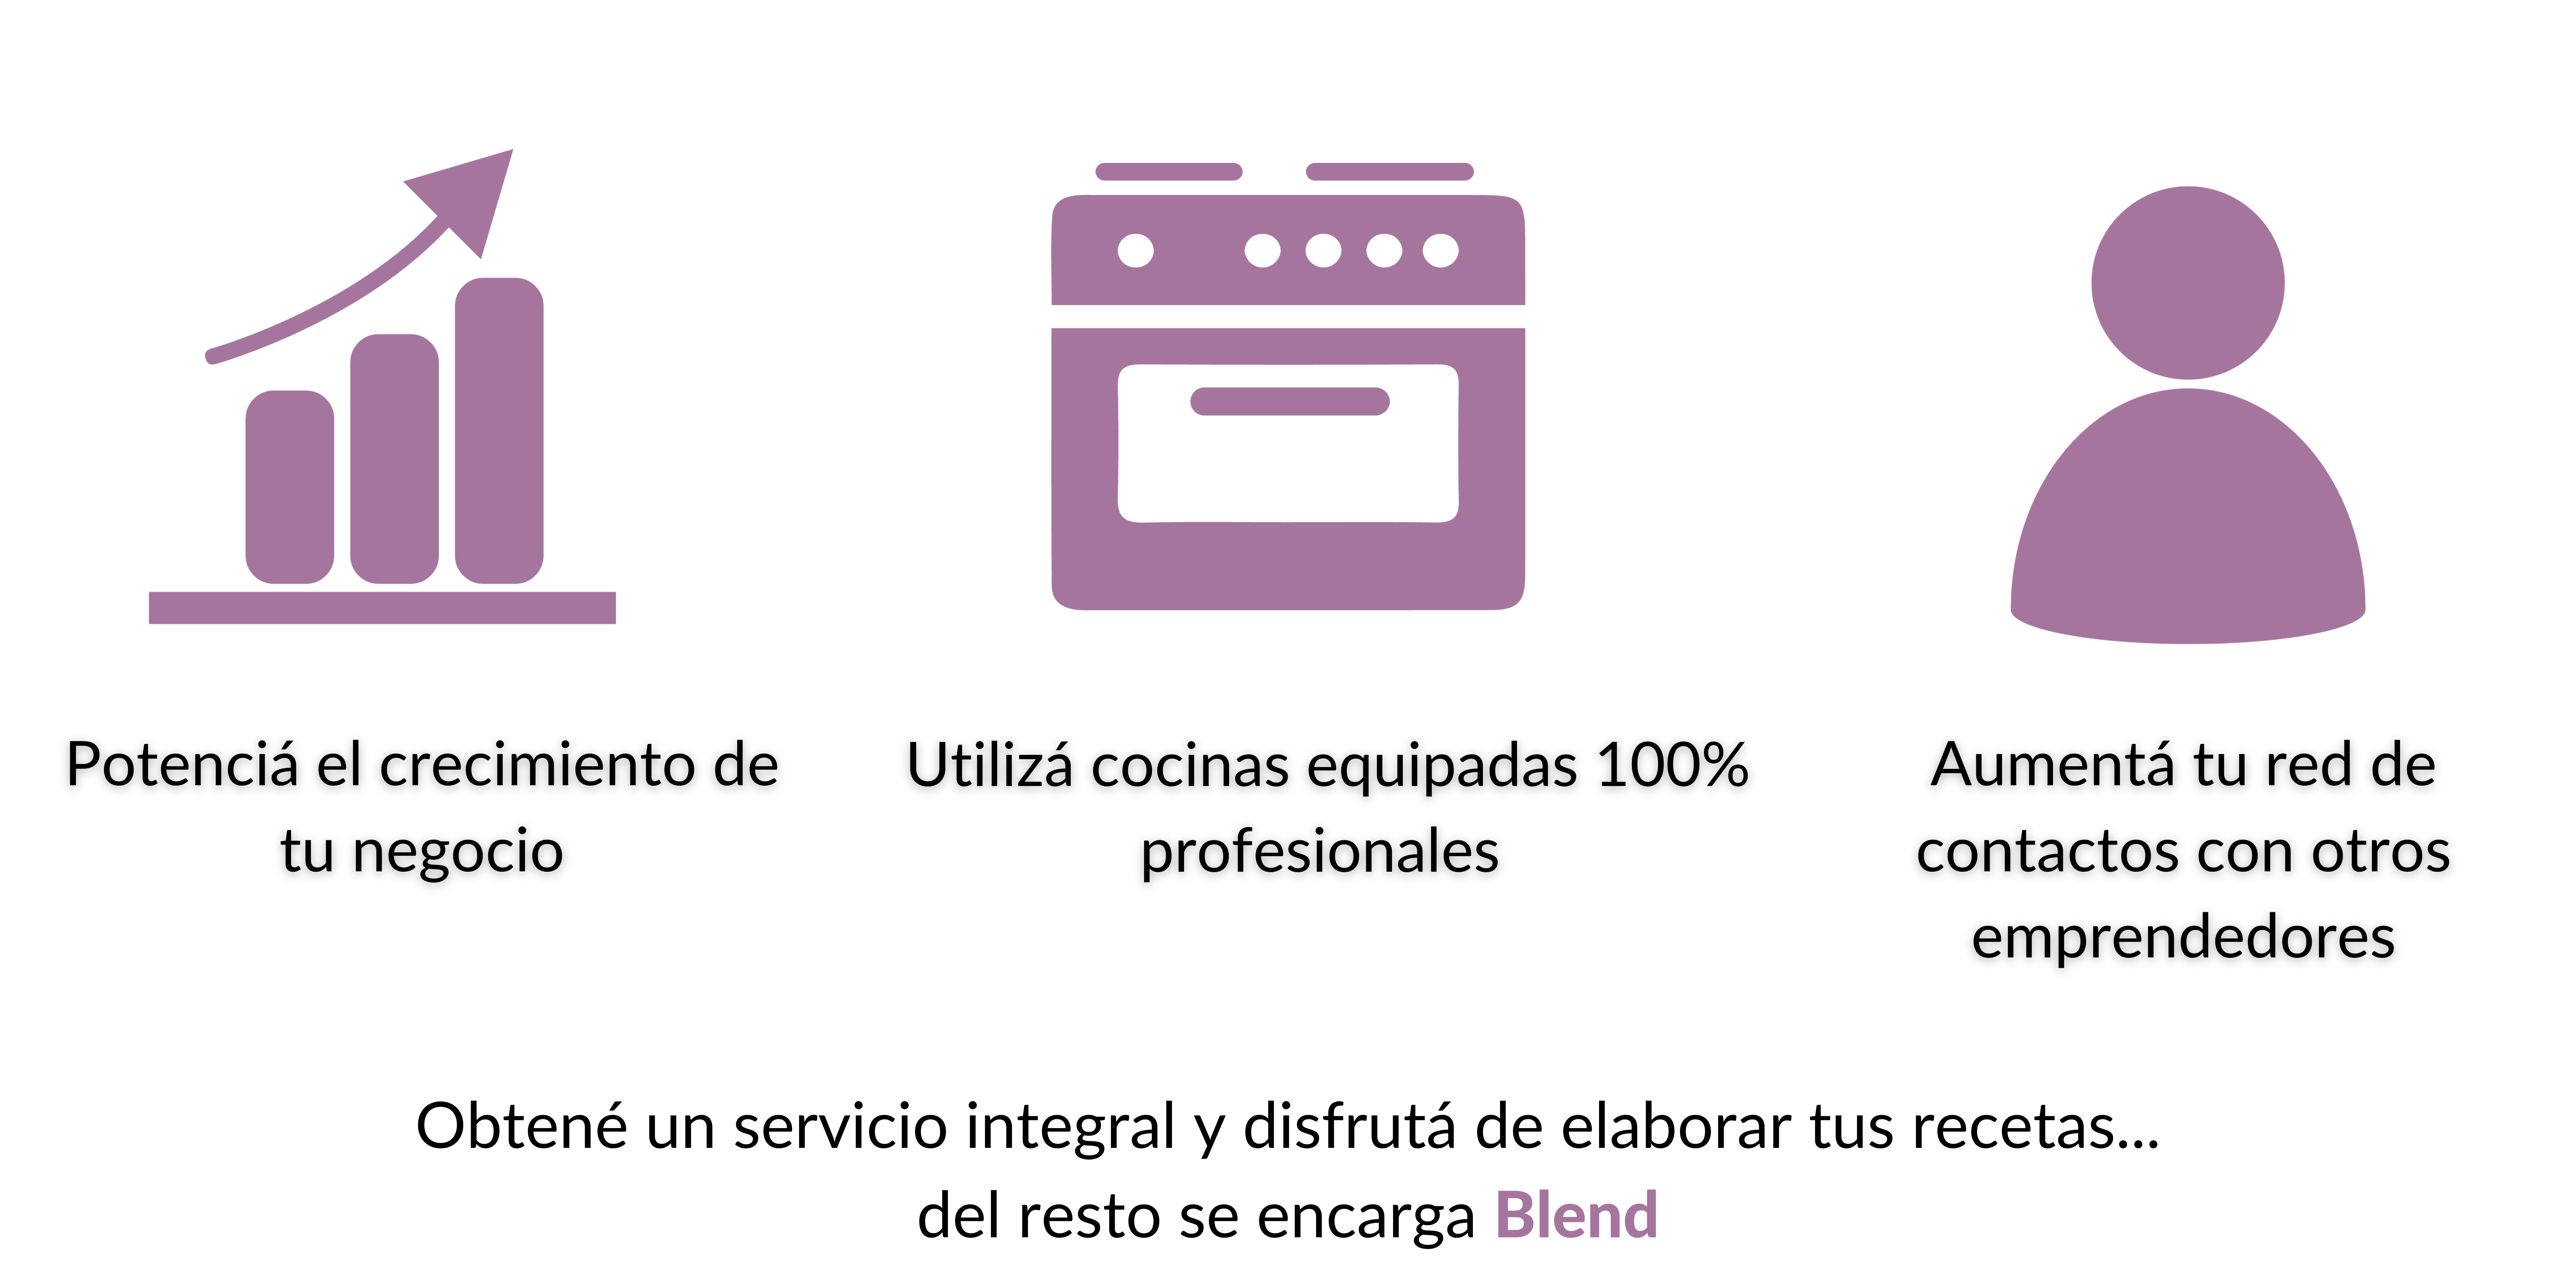 Potenciá el crecimiento de
tu negocio
Utilizá cocinas equipadas 100%
profesionales
Aumentá tu red de
contactos con otros
emprendedores
Obtené un servicio integral y disfrutá de elaborar tus recetas...
del resto se encarga Blend